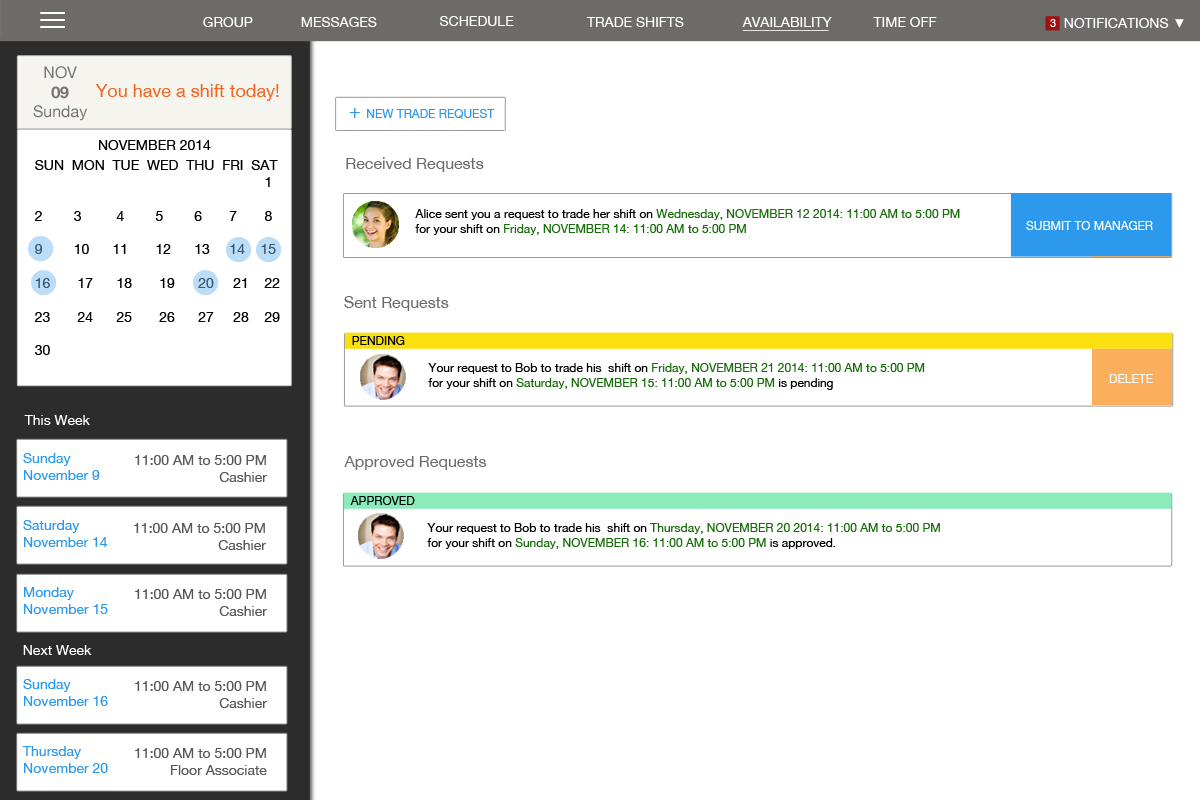 GROUP MESSAGES SCHEDULE TRADE SHIFTS AVAILABILITY TIME OFF 3 NOTIFICATIONS ▼
NOV
09
Sunday
You have a shift today!
NOVEMBER 2014
SUN MON TUE WED THU FRI SAT
1
2 3 4 5 6 7 8
9 10 11 12 13 14 15
16 17 18 19 20 21 22
23 24 25 26 27 28 29
30
This Week
Sunday
November 9
11:00 AM to 5:00 PM
Cashier
Saturday
November 14
11:00 AM to 5:00 PM
Cashier
Monday
November 15
11:00 AM to 5:00 PM
Cashier
Next Week
Sunday
November 16
11:00 AM to 5:00 PM
Cashier
Thursday
November 20
11:00 AM to 5:00 PM
Floor Associate
+ NEW TRADE REQUEST
Received Requests
Alice sent you a request to trade her shift on Wednesday, NOVEMBER 12 2014: 11:00 AM to 5:00 PM
for your shift on Friday, NOVEMBER 14: 11:00 AM to 5:00 PM
SUBMIT TO MANAGER
Sent Requests
PENDING
Your request to Bob to trade his shift on Friday, NOVEMBER 21 2014: 11:00 AM to 5:00 PM
for your shift on Saturday, NOVEMBER 15: 11:00 AM to 5:00 PM is pending
DELETE
Approved Requests
APPROVED
Your request to Bob to trade his shift on Thursday, NOVEMBER 20 2014: 11:00 AM to 5:00 PM
for your shift on Sunday, NOVEMBER 16: 11:00 AM to 5:00 PM is approved.